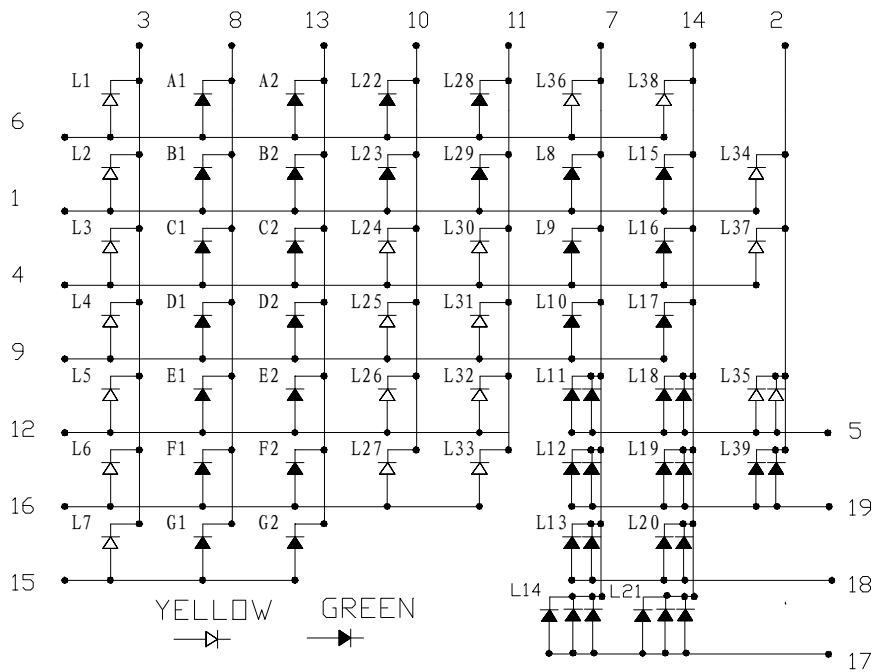 3 8 13 10 11 7 14 2
L1 A1 A2 L22 L28 L36 L38
6
L2 B1 B2 L23 L29 L8 L15 L34
1
L3 C1 C2 L24 L30 L9 L16 L37
4
L4 D1 D2 L25 L31 L10 L17
9
L5 E1 E2 L26 L32 L11 L18 L35
12 5
L6 F1 F2 L27 L33 L12 L19 L39
16 19
L7 G1 G2 L13 L20
15 18
L14 L21
YELLOW GREEN
17